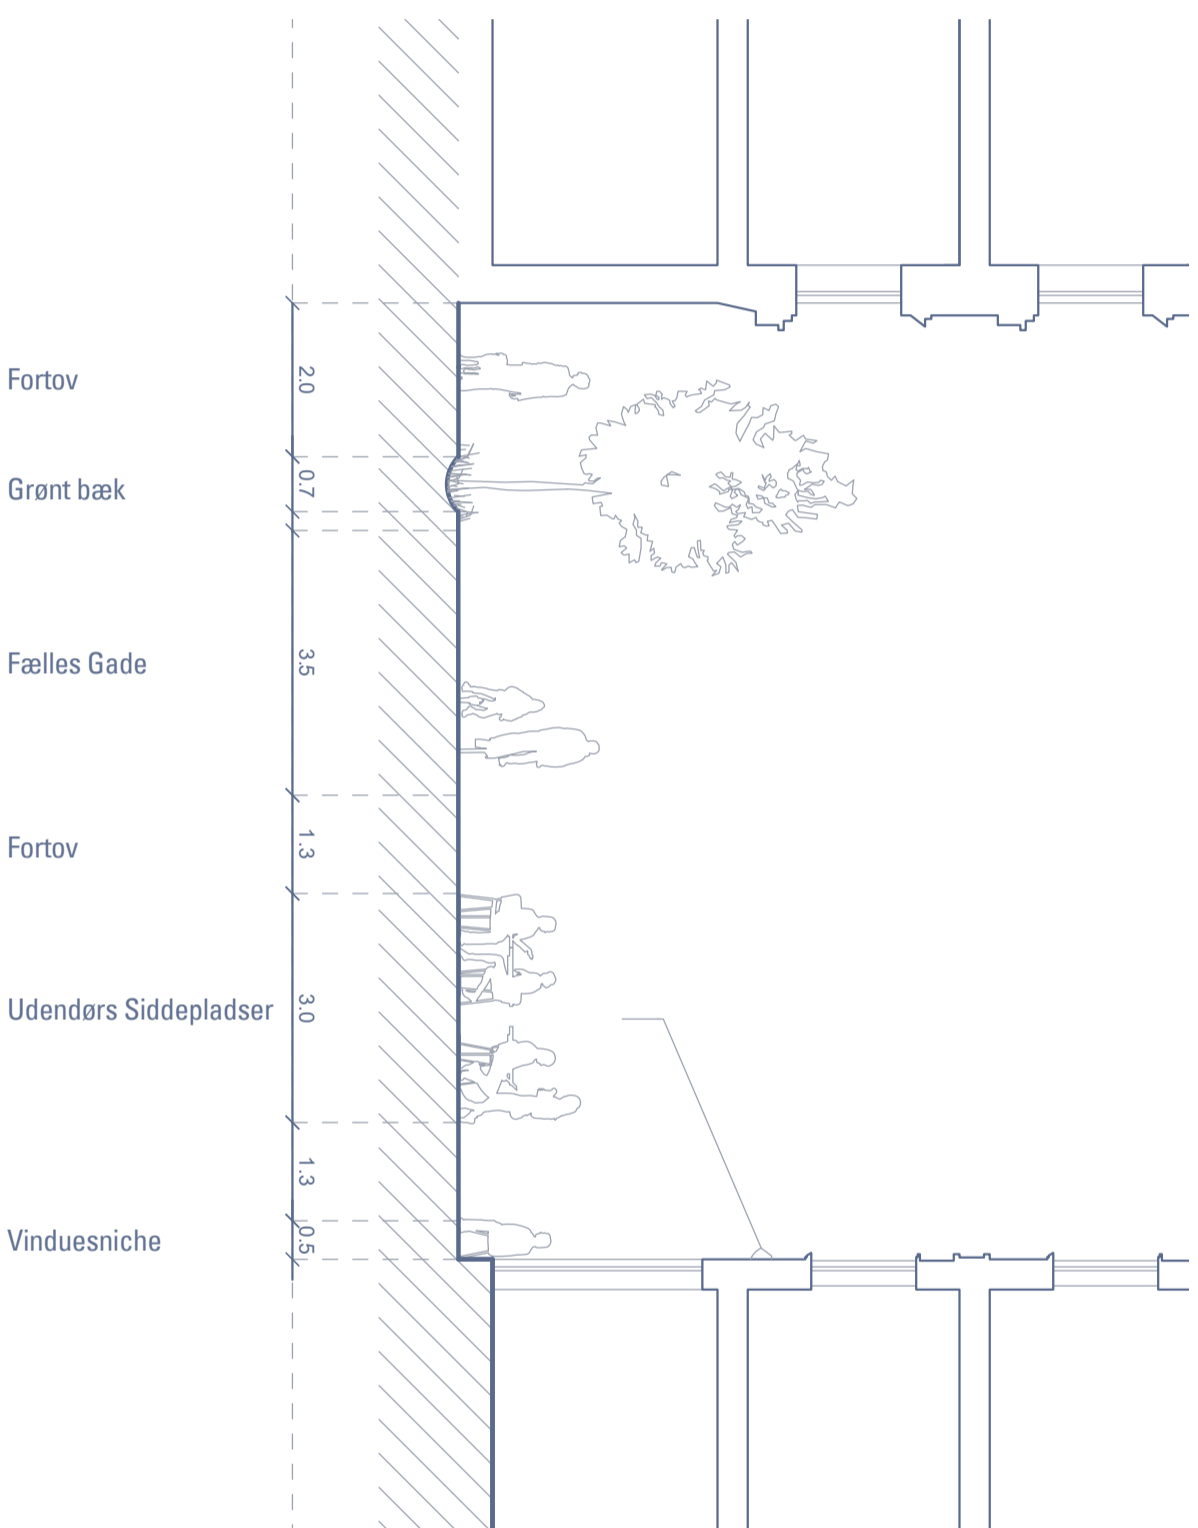 Fortov
2.0
Grønt bæk
0.7
Fælles Gade
3.5
Fortov
1.3
Udendørs Siddepladser
3.0
1.3
Vinduesniche
0.5